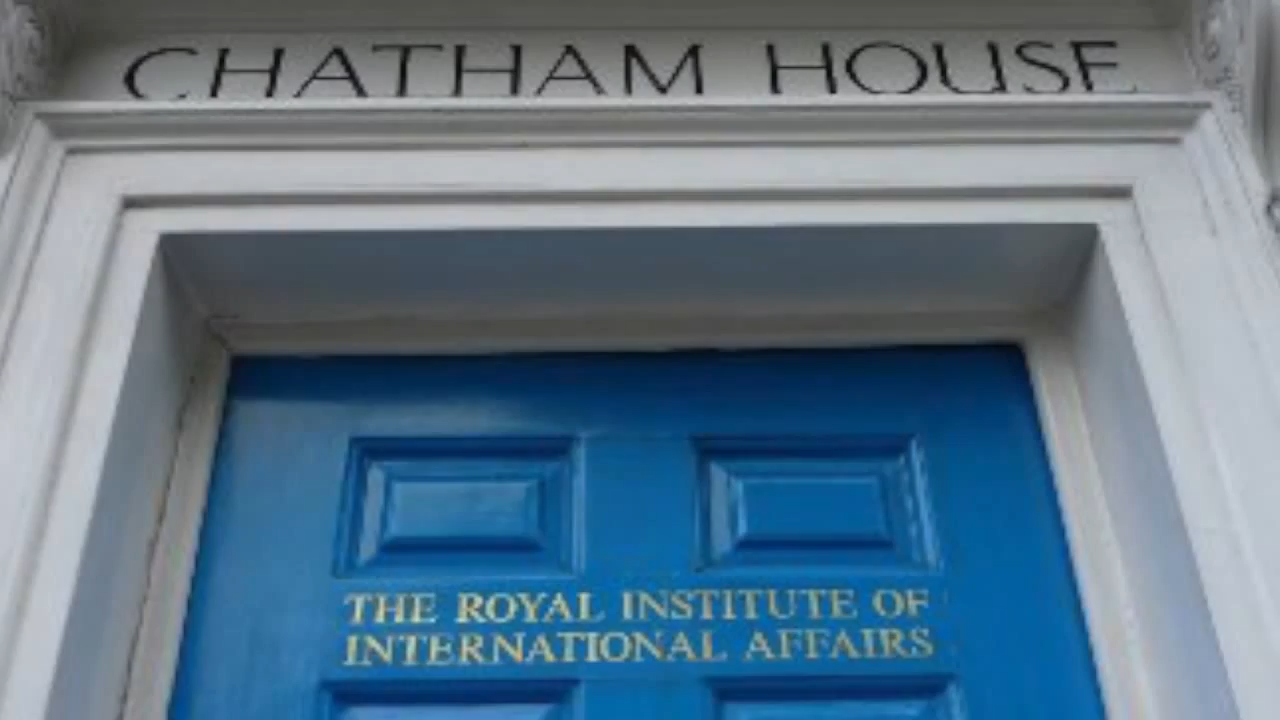 CHATHAM HOUSE
THE ROYAL INSTITUTE OF
INTERNATIONAL AFFAIRS